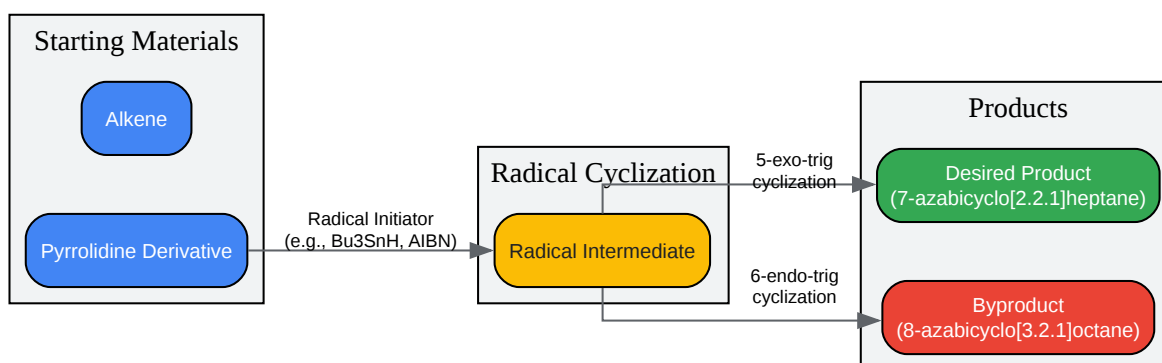 Starting Materials
Alkene
Pyrrolidine Derivative
Radical Initiator
(e.g., Bu3SnH, AIBN)
Radical Cyclization
Radical Intermediate
5-exo-trig
cyclization
6-endo-trig
cyclization
Products
Desired Product
(7-azabicyclo[2.2.1]heptane)
Byproduct
(8-azabicyclo[3.2.1]octane)